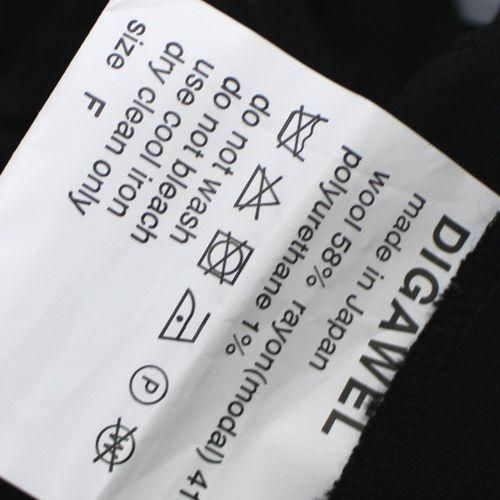 DIGAWEL
made in Japan
wool 58% rayon(modal) 41
polyurethane 1%
P
W
do not wash
do not bleach
use cool iron
dry clean only
size F